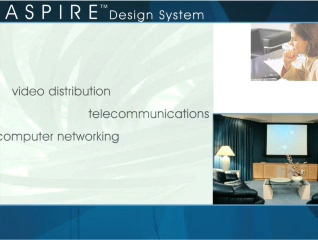 ASPIRE™ Design System
video distribution
telecommunications
computer networking